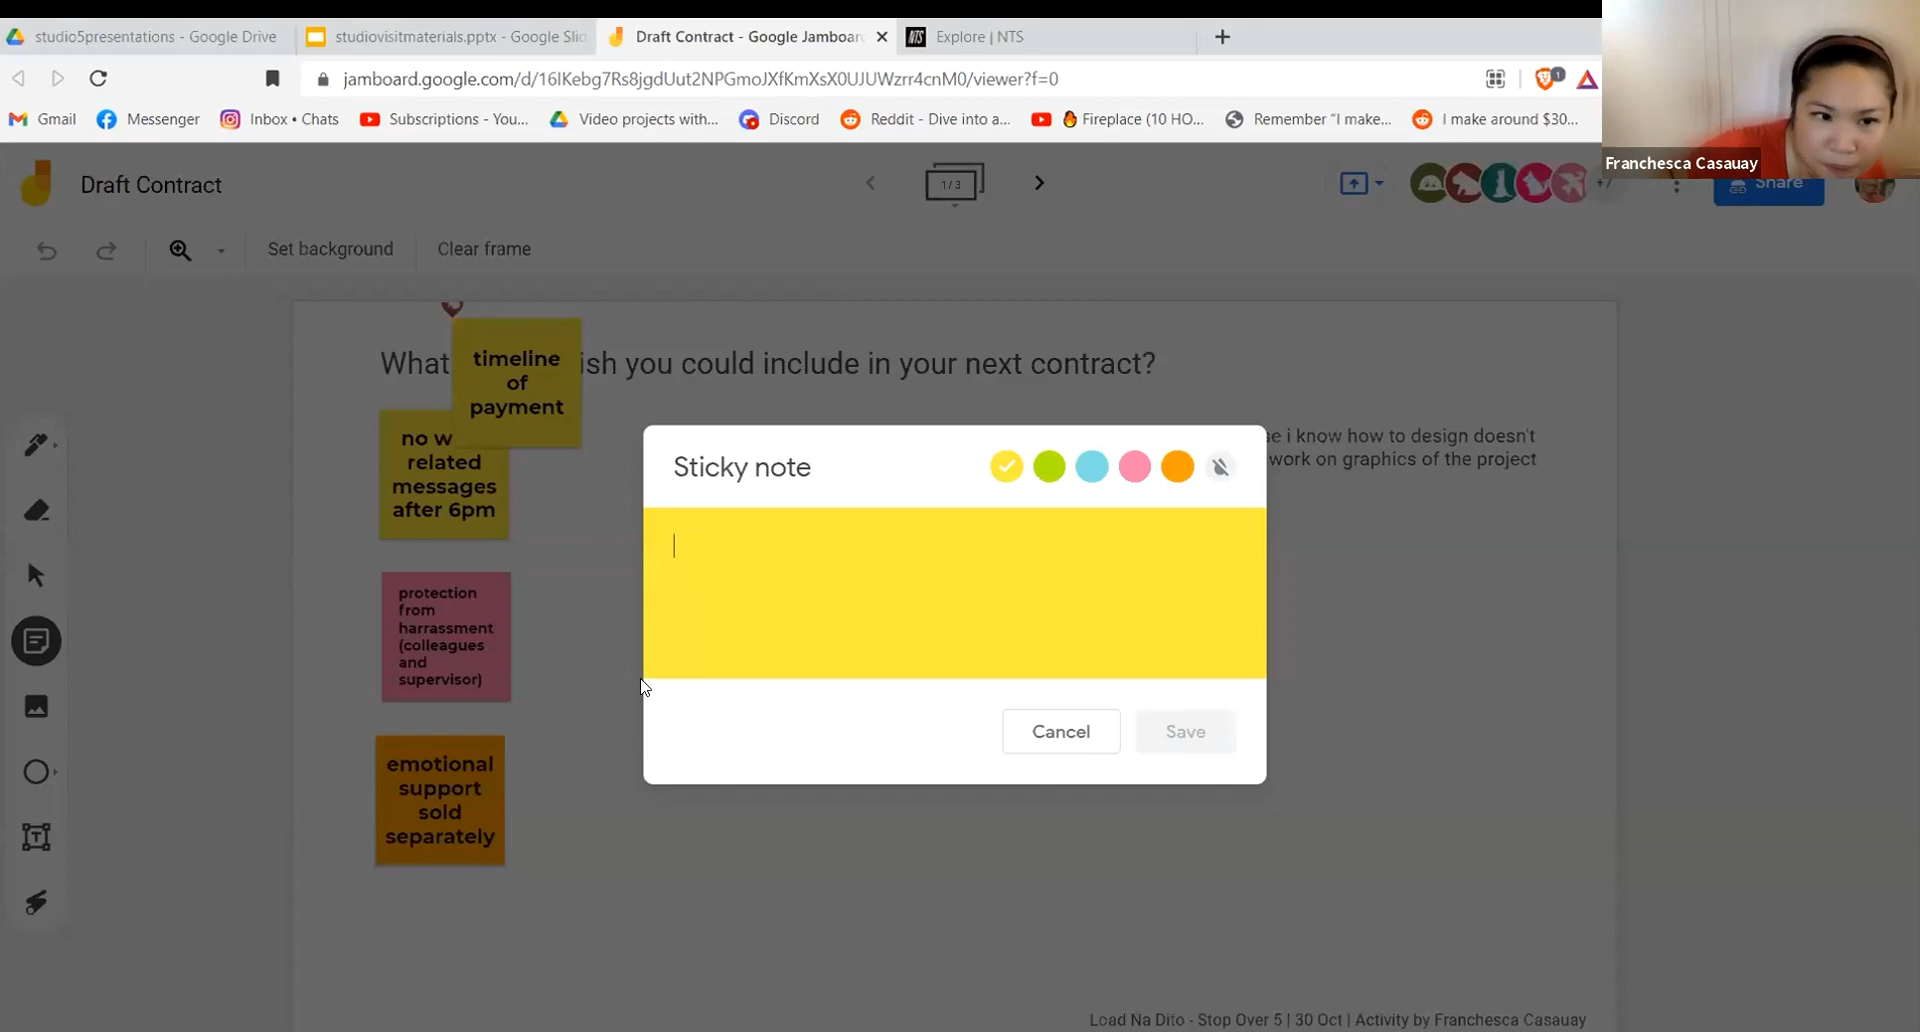 studio5presentations - Google Drive
studiovisitmaterials.pptx - Google Slid
Draft Contract - Google Jamboar
NTS
Explore | NTS
jamboard.google.com/d/16IKebg7Rs8jgdUut2NPGmoJXfKmXsX0UJUWzrr4cnM0/viewer?f=0
1
Gmail
Messenger
Inbox • Chats
Subscriptions - You...
Video projects with...
Discord
Reddit - Dive into a...
Fireplace (10 HO...
Remember "I make...
I make around $30...
Franchesca Casauay
Draft Contract
1 / 3
+7
Share
Set background
Clear frame
What ish you could include in your next contract?
timeline
of
payment
no w
related
messages
after 6pm
se i know how to design doesn't
work on graphics of the project
Sticky note
protection
from
harrassment
(colleagues
and
supervisor)
Cancel
Save
emotional
support
sold
separately
Load Na Dito - Stop Over 5 | 30 Oct | Activity by Franchesca Casauay